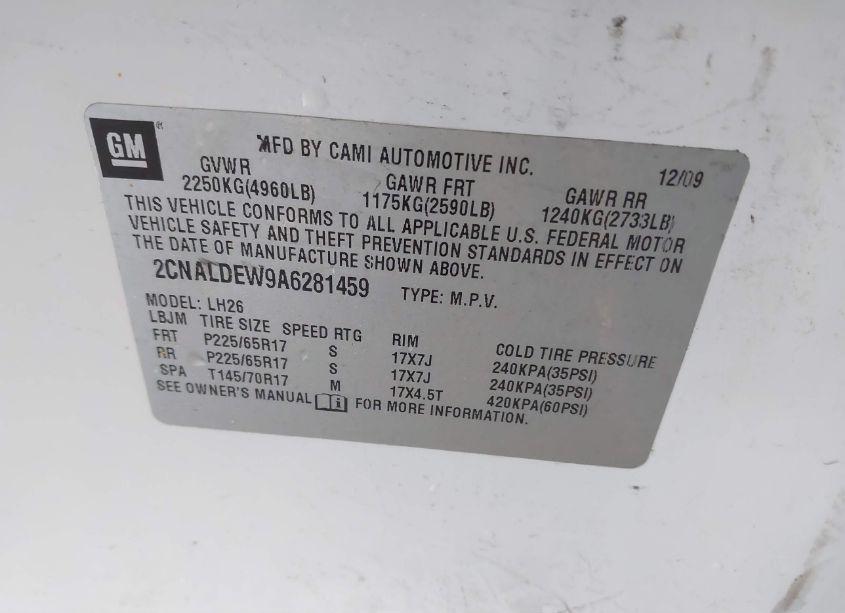 GM ®
MFD BY CAMI AUTOMOTIVE INC. 12/09
GVWR GAWR FRT GAWR RR
2250KG(4960LB) 1175KG(2590LB) 1240KG(2733LB)
THIS VEHICLE CONFORMS TO ALL APPLICABLE U.S. FEDERAL MOTOR
VEHICLE SAFETY AND THEFT PREVENTION STANDARDS IN EFFECT ON
THE DATE OF MANUFACTURE SHOWN ABOVE.
2CNALDEW9A6281459 TYPE: M.P.V.
MODEL: LH26
LBJM TIRE SIZE SPEED RTG RIM COLD TIRE PRESSURE
FRT P225/65R17 S 17X7J 240KPA(35PSI)
RR P225/65R17 S 17X7J 240KPA(35PSI)
SPA T145/70R17 M 17X4.5T 420KPA(60PSI)
SEE OWNER'S MANUAL i FOR MORE INFORMATION.